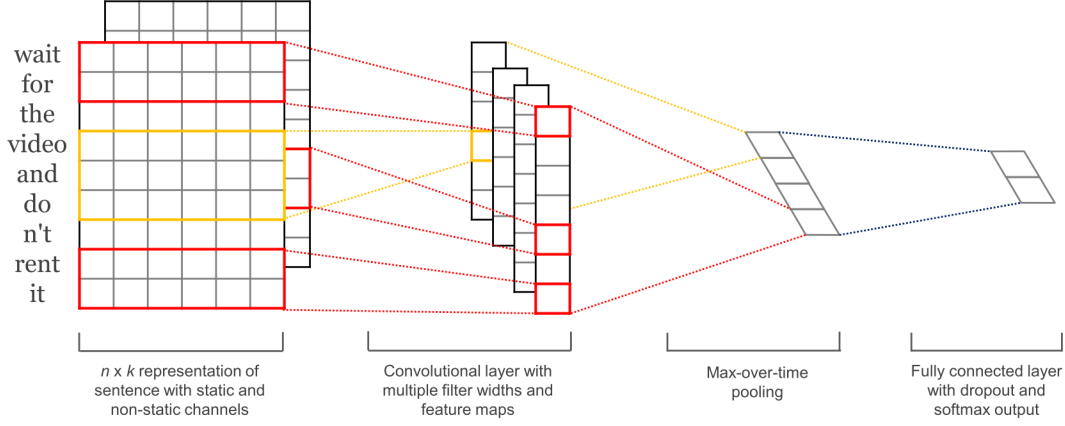 wait
for
the
video
and
do
n't
rent
it
n x k representation of
sentence with static and
non-static channels
Convolutional layer with
multiple filter widths and
feature maps
Max-over-time
pooling
Fully connected layer
with dropout and
softmax output